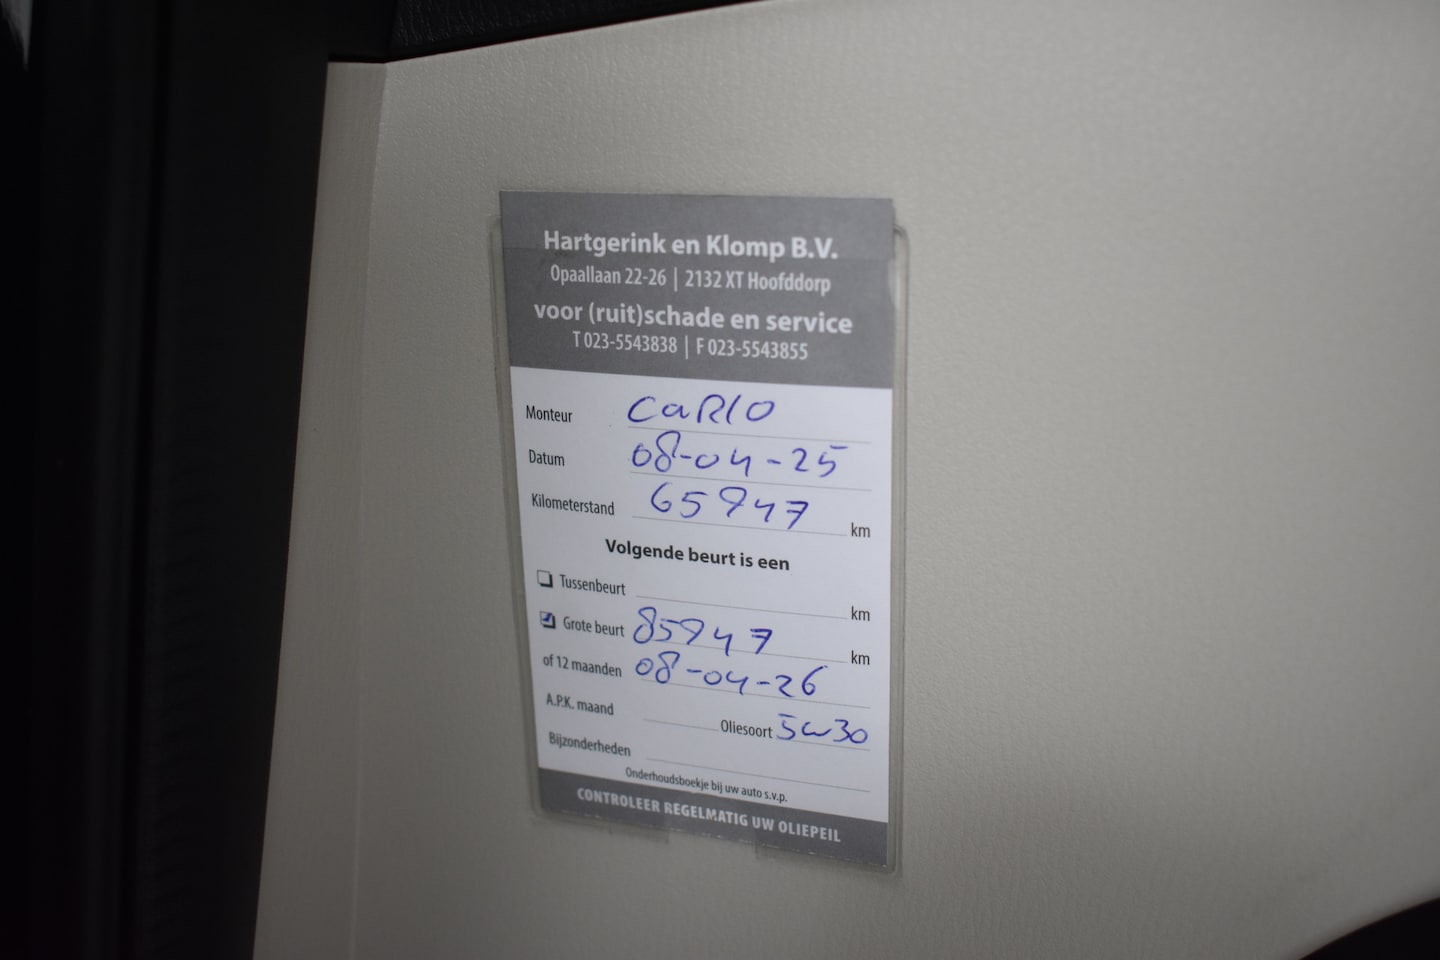 Hartgerink en Klomp B.V.
Opaallaan 22-26 | 2132 XT Hoofddorp
voor (ruit)schade en service
T 023-5543838 | F 023-5543855
Monteur CaRlO
Datum 08-04-25
Kilometerstand 65947 km
Volgende beurt is een
Tussenbeurt km
Grote beurt 85947 km
of 12 maanden 08-04-26
A.P.K. maand Oliesoort 5w30
Bijzonderheden
Onderhoudsboekje bij uw auto s.v.p.
CONTROLEER REGELMATIG UW OLIEPEIL